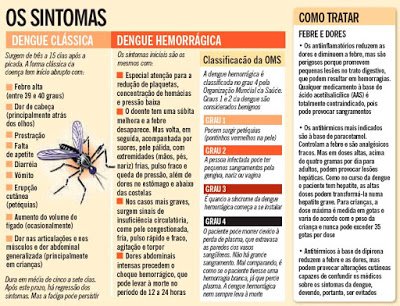 OS SINTOMAS
DENGUE CLÁSSICA
Surgem de três a 15 dias após a
picada. A forma clássica da
doença tem início abrupto com:
Febre alta
(entre 39 e 40 graus)
Dor de cabeça
(principalmente atrás
dos olhos)
Prostração
Falta
de apetite
Diarréia
Vômito
Erupção
cutânea
(petéquias)
Aumento do volume do
fígado (ocasionalmente)
Dor nas articulações e nos
músculos e dor abdominal
generalizada (principalmente
em crianças)
Dura em média de cinco a sete dias.
Após este prazo, há regressão dos
sintomas. Mas a fadiga pode persistir
DENGUE HEMORRÁGICA
Os sintomas iniciais são os
mesmos com:
Especial atenção para a
redução de plaquetas,
concentração de hemácias
e pressão baixa
O doente tem uma súbita
melhora e a febre
desaparece. Mas volta, em
seguida, acompanhada por
suores, pele pálida, com
extremidades (mãos, pés,
nariz) frias, pulso fraco e
queda de pressão, além de
dores no estômago e abaixo
das costelas
Nos casos mais graves,
surgem sinais de
insuficiência circulatória,
como pele congestionada,
fria, pulso rápido e fraco,
agitação e torpor
Dores abdominais
intensas precedem o
choque hemorrágico, que
pode levar à morte no
período de 12 a 24 horas
Classificação da OMS
A dengue hemorrágica é
classificada no grau 4 pela
Organização Mundial da Saúde.
Graus 1 e 2 da dengue são
considerados benignos
GRAU 1
Podem surgir petéquias
(pontinhos vermelhos na pele)
GRAU 2
A pessoa infectada pode ter
pequenos sangramentos pela
gengiva, nariz ou vagina
GRAU 3
É quando a síndrome da dengue
hemorrágica começa a se instalar
GRAU 4
O paciente pode morrer devido à
perda de plasma, que extravasa
as paredes dos vasos
sangüíneos. Não há grande
sangramento. Mal comparando, é
como se o paciente tivesse uma
hemorragia branca, já que perde
plasma. A dengue hemorrágica
nem sempre leva à morte
COMO TRATAR
FEBRE E DORES
Os antiinflamatórios reduzem as
dores e diminuem a febre, mas são
perigosos porque promovem
pequenas lesões no trato digestivo,
que podem resultar em hemorragias.
Qualquer medicamento à base de
ácido acetilsalicílico (AAS) é
totalmente contraindicado, pois
pode provocar sangramentos
Os antitérmicos mais indicados
são à base de paracetamol.
Controlam a febre e são analgésicos
fracos. Mas em doses altas, acima
de quatro gramas por dia para
adultos, podem provocar lesões
hepáticas. Como no curso da dengue
o paciente tem hepatite, as altas
doses podem transformá-la numa
hepatite grave. Para crianças, a
dose máxima é medida em gotas e
varia de acordo com o peso da
criança e nunca pode exceder 35
gotas por dose
Antitérmicos à base de dipirona
reduzem a febre e as dores, mas
podem provocar alterações cutâneas
capazes de confundir os médicos
sobre os sintomas da dengue,
devendo, portanto, ser evitados